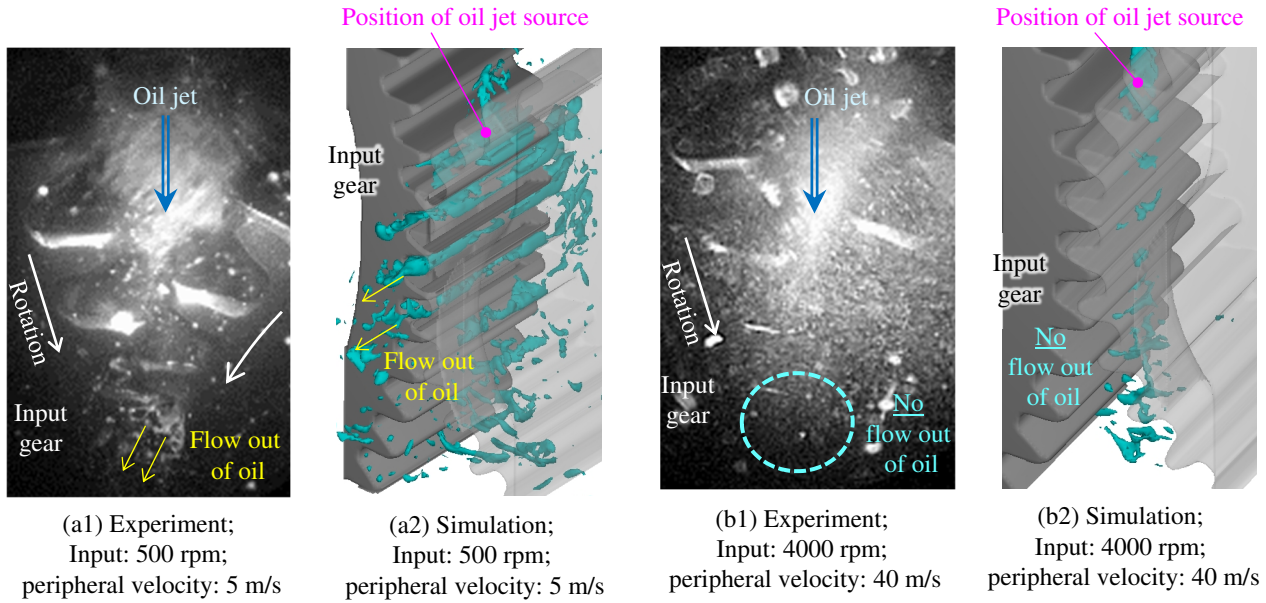 Position of oil jet source
Position of oil jet source
Oil jet
Input
gear
Rotation
Flow out
of oil
Input
gear
Flow out
of oil
Oil jet
Rotation
Input
gear
No
flow out
of oil
Input
gear
No
flow out
of oil
(a1) Experiment;
Input: 500 rpm;
peripheral velocity: 5 m/s
(a2) Simulation;
Input: 500 rpm;
peripheral velocity: 5 m/s
(b1) Experiment;
Input: 4000 rpm;
peripheral velocity: 40 m/s
(b2) Simulation;
Input: 4000 rpm;
peripheral velocity: 40 m/s